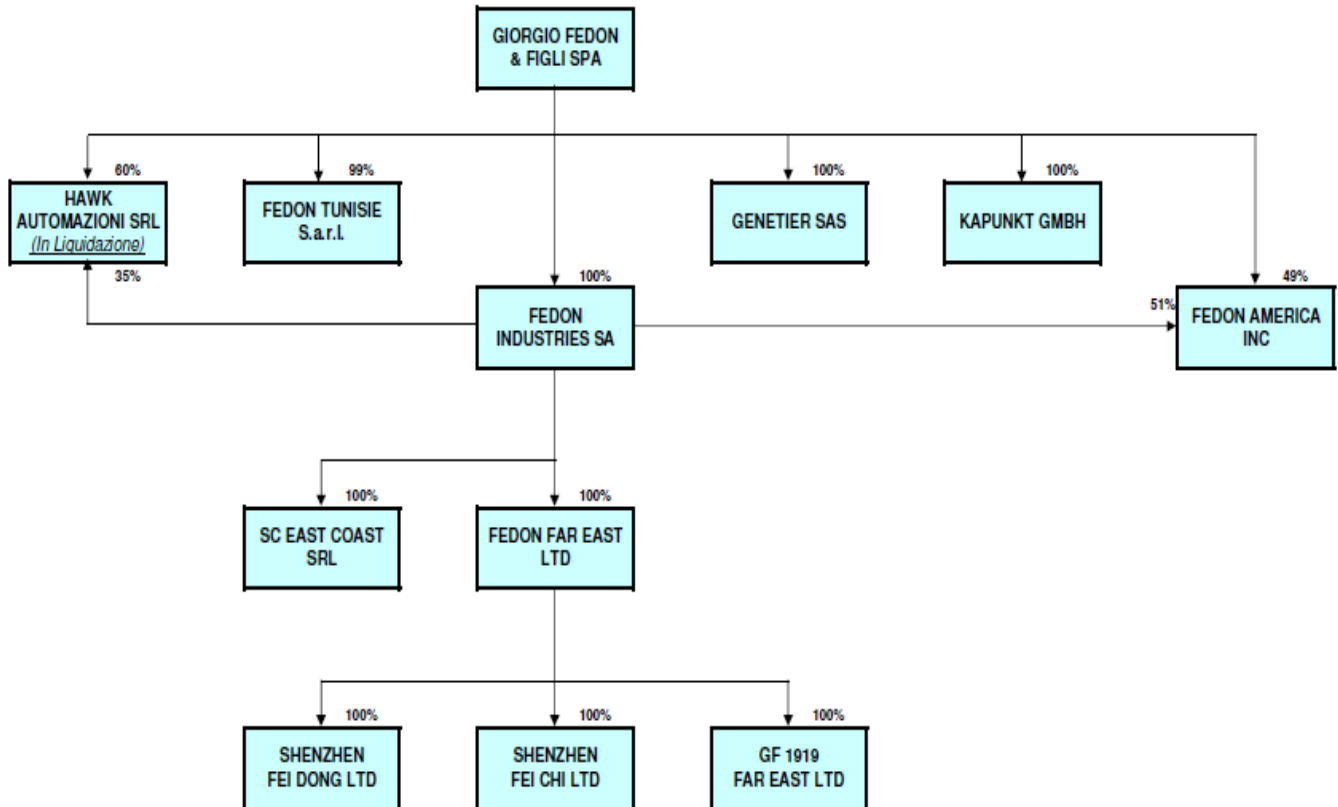 GIORGIO FEDON
& FIGLI SPA
60%
99%
100%
100%
HAWK
AUTOMAZIONI SRL
(In Liquidazione)
FEDON TUNISIE
S.a.r.l.
GENETIER SAS
KAPUNKT GMBH
35%
100%
49%
51%
FEDON
INDUSTRIES SA
FEDON AMERICA
INC
100%
100%
SC EAST COAST
SRL
FEDON FAR EAST
LTD
100%
100%
100%
SHENZHEN
FEI DONG LTD
SHENZHEN
FEI CHI LTD
GF 1919
FAR EAST LTD